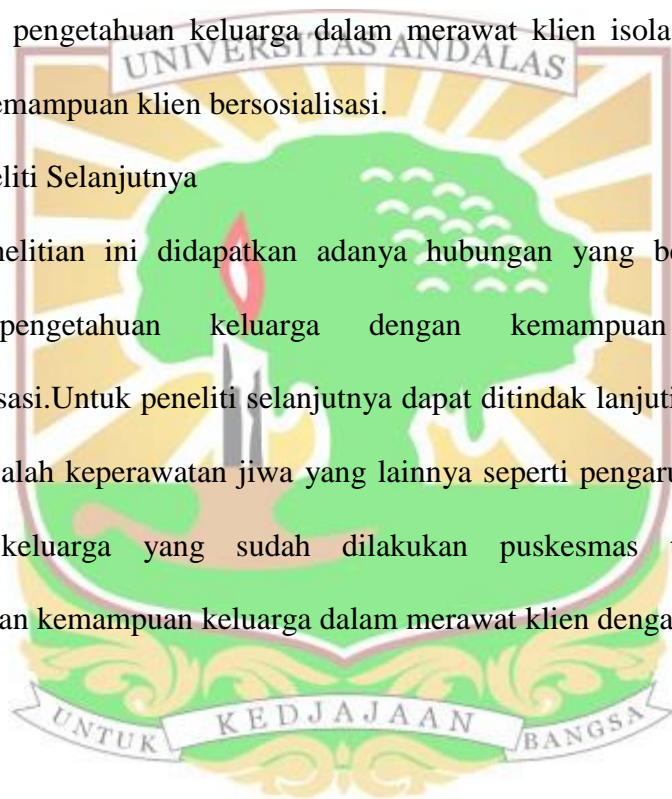 pengetahuan keluarga dalam merawat klien isola
UNIVERSITAS ANDALAS
emampuan klien bersosialisasi.
eliti Selanjutnya
nelitian ini didapatkan adanya hubungan yang be
pengetahuan keluarga dengan kemampuan
sasi.Untuk peneliti selanjutnya dapat ditindak lanjuti
alah keperawatan jiwa yang lainnya seperti pengaru
keluarga yang sudah dilakukan puskesmas
an kemampuan keluarga dalam merawat klien denga
UNTUK KEDJAJAAN BANGSA